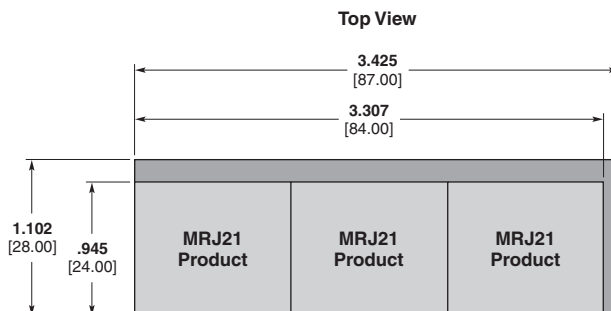 Top View
3.425
[87.00]
3.307
[84.00]
1.102
[28.00]
.945
[24.00]
MRJ21
Product
MRJ21
Product
MRJ21
Product